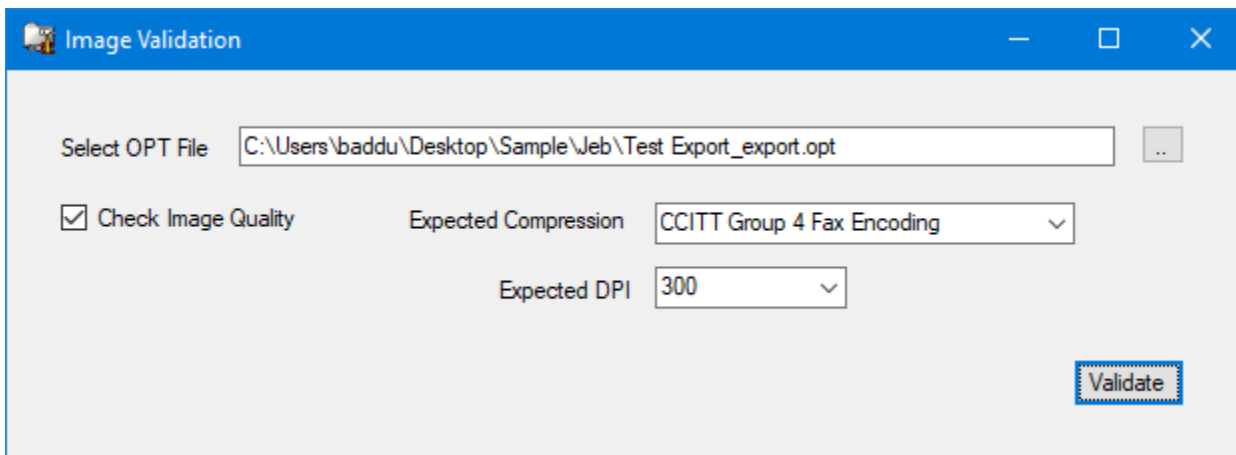 Image Validation
Select OPT File C:\Users\baddu\Desktop\Sample\Jeb\Test Export_export.opt ..
Check Image Quality Expected Compression CCITT Group 4 Fax Encoding
Expected DPI 300
Validate